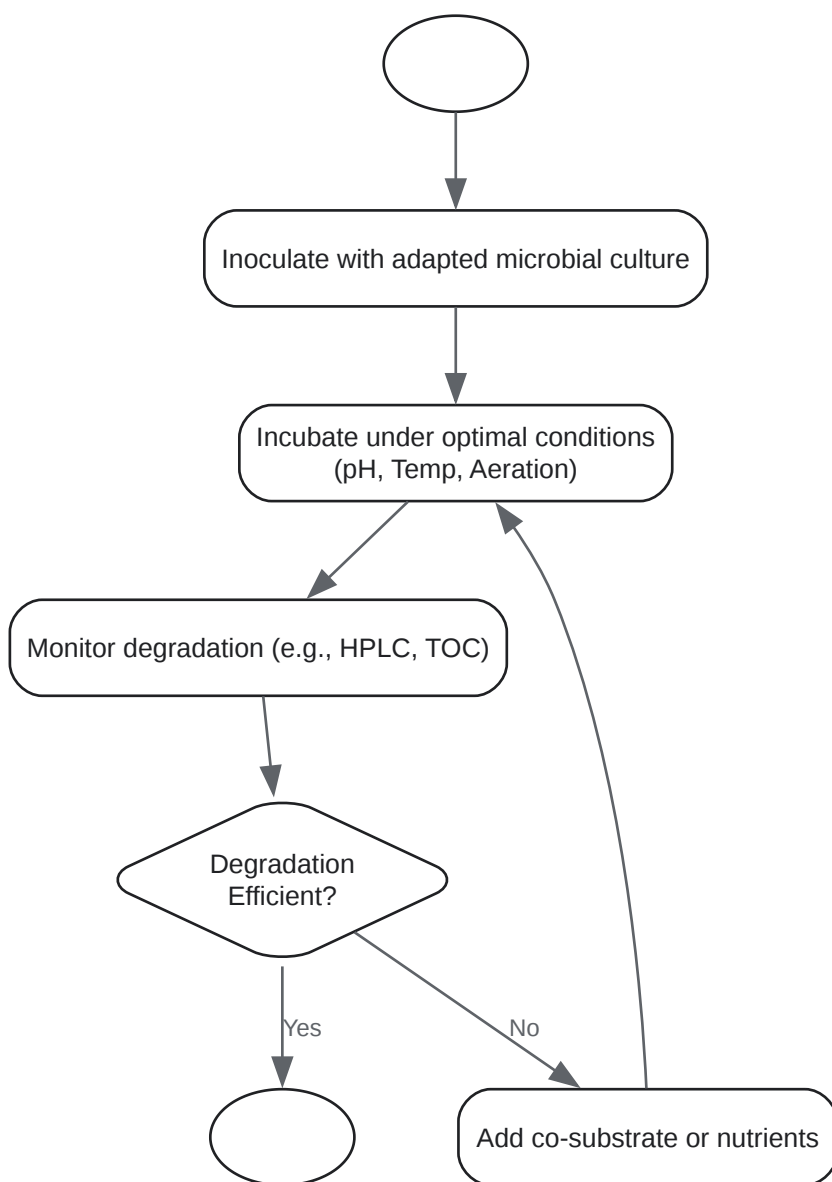 Inoculate with adapted microbial culture
Incubate under optimal conditions
(pH, Temp, Aeration)
Monitor degradation (e.g., HPLC, TOC)
Degradation
Efficient?
Yes
No
Add co-substrate or nutrients